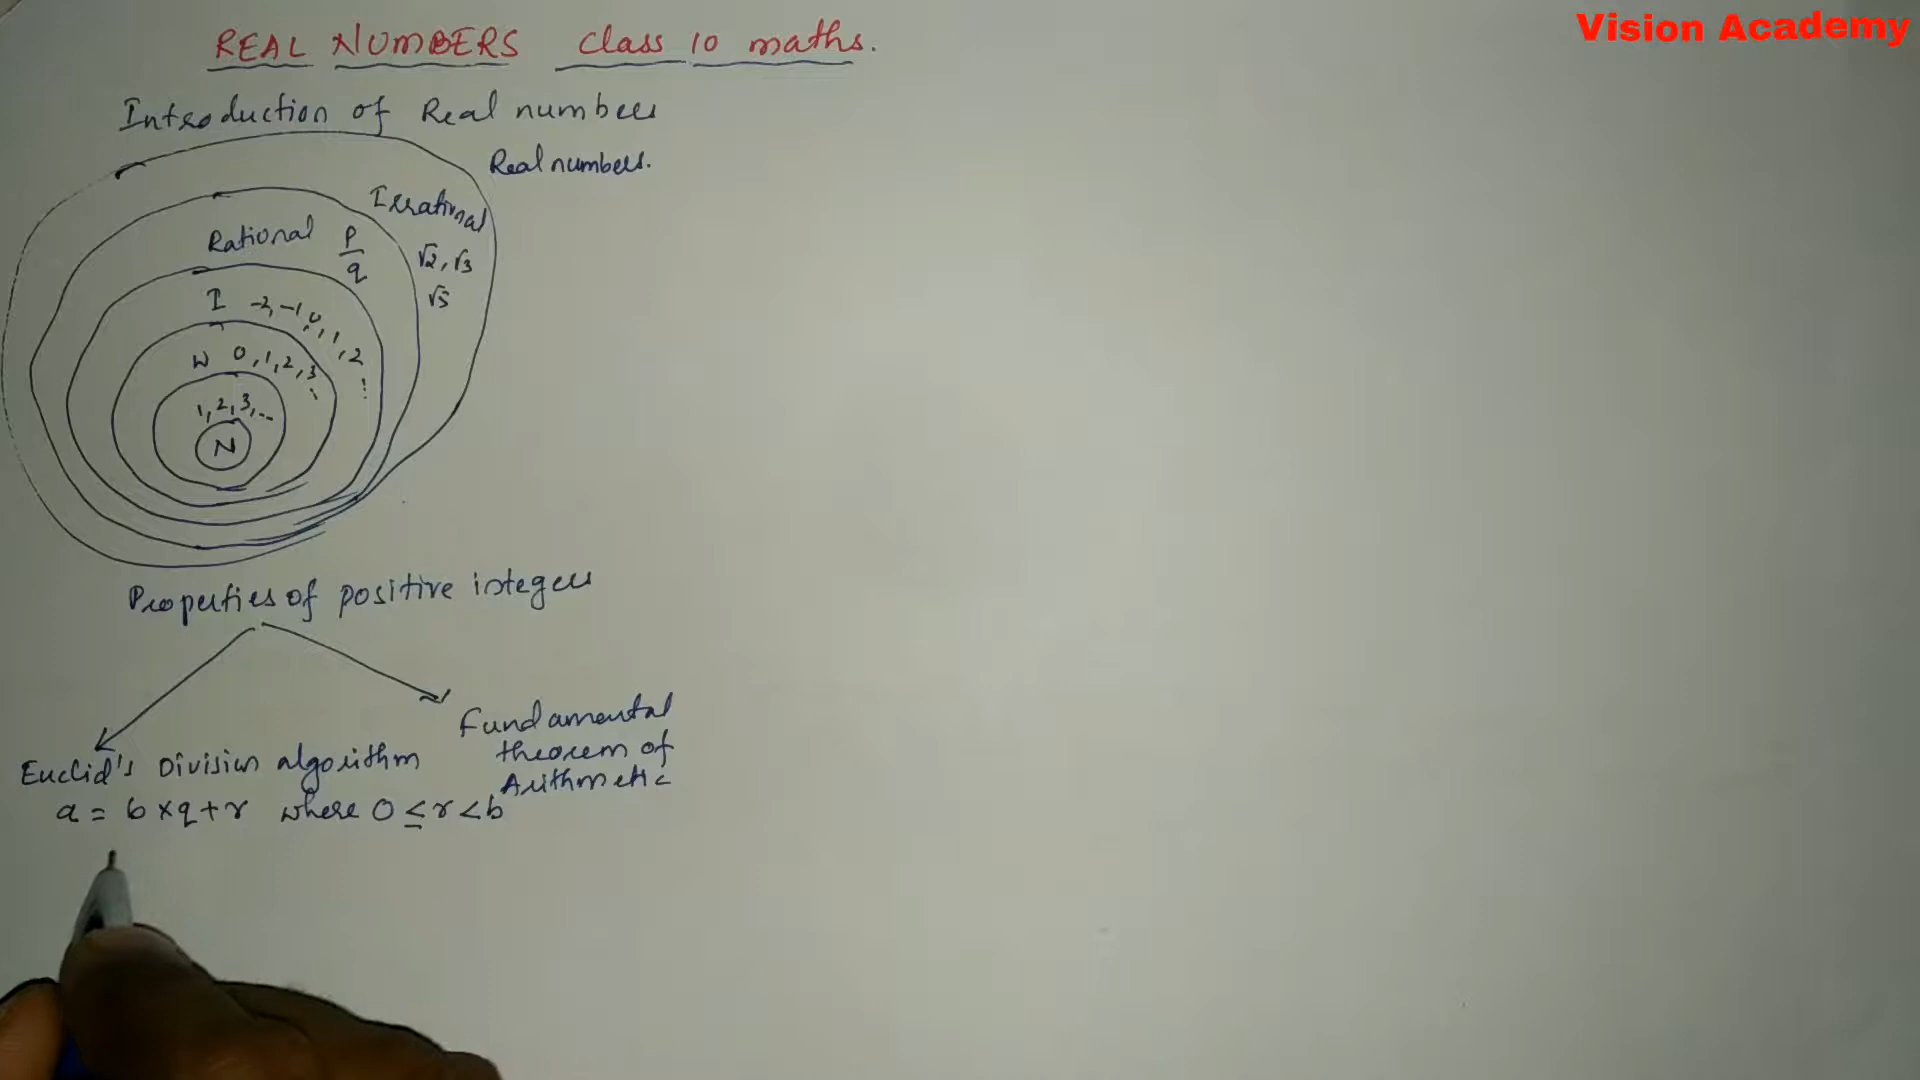 REAL NUMBERS class 10 maths.
Vision Academy
Introduction of Real numbers
Real numbers.
Irrational
Rational p/q
√2, √3
√5
I -2, -1, 0, 1, 2 ...
W 0, 1, 2, 3 ...
1, 2, 3, ...
N
Properties of positive integers
Fundamental
theorem of
Arithmetic
Euclid's Division algorithm
a = b × q + r where 0 ≤ r < b